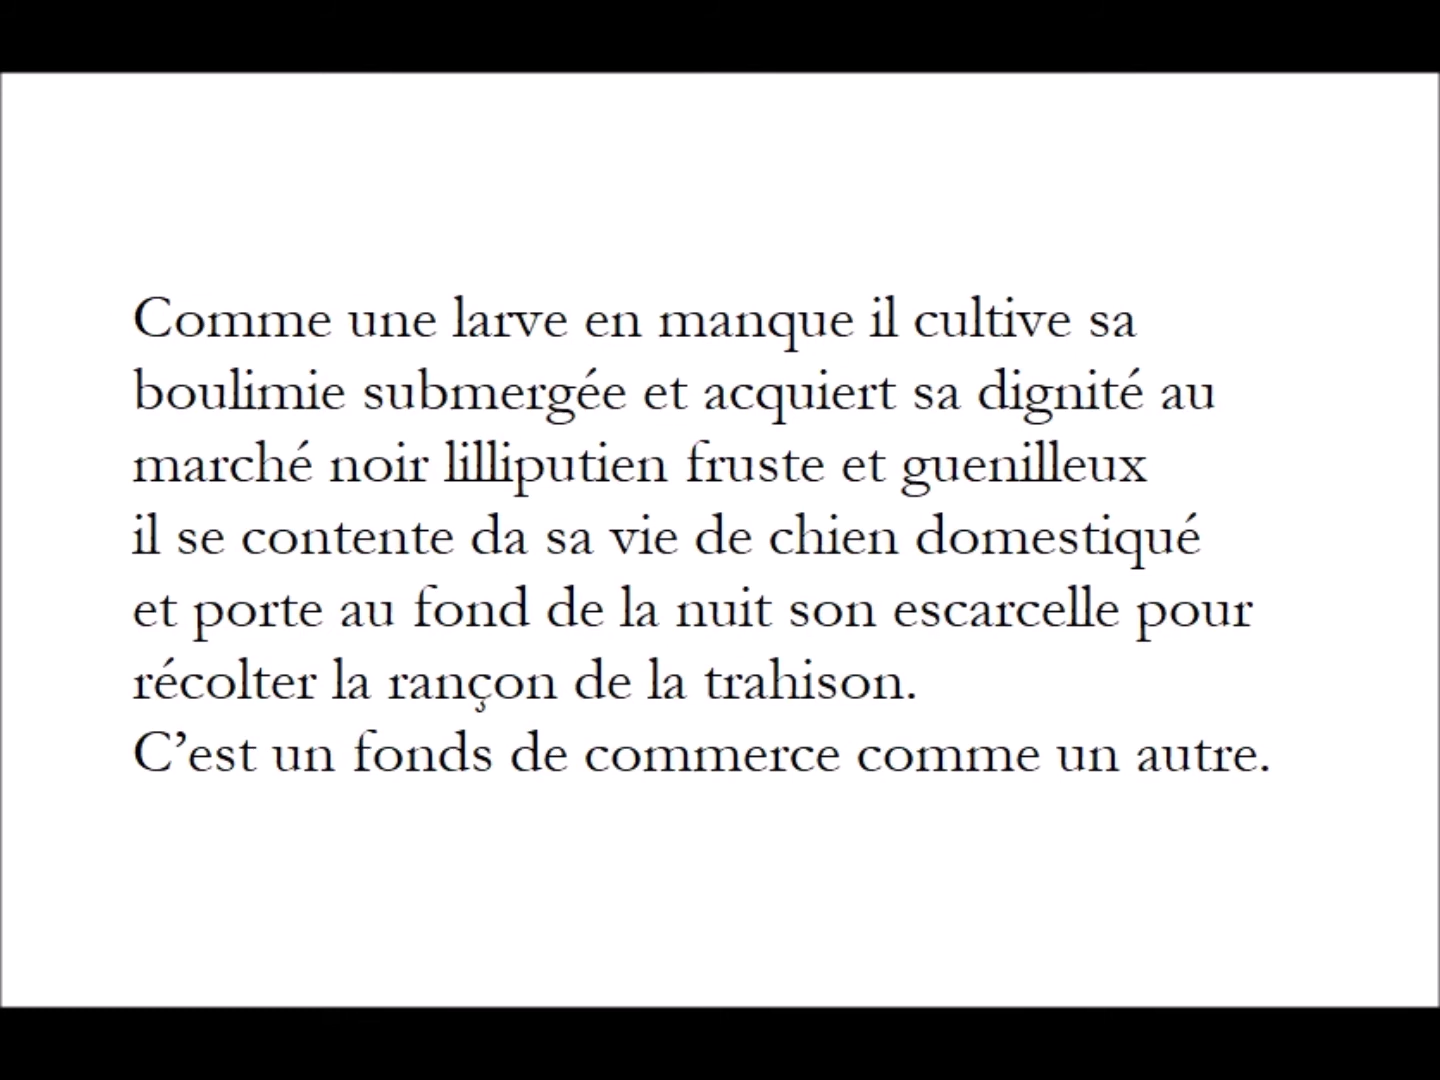 Comme une larve en manque il cultive sa
boulimie submergée et acquiert sa dignité au
marché noir lilliputien fruste et guenilleux
il se contente da sa vie de chien domestiqué
et porte au fond de la nuit son escarcelle pour
récolter la rançon de la trahison.
C’est un fonds de commerce comme un autre.